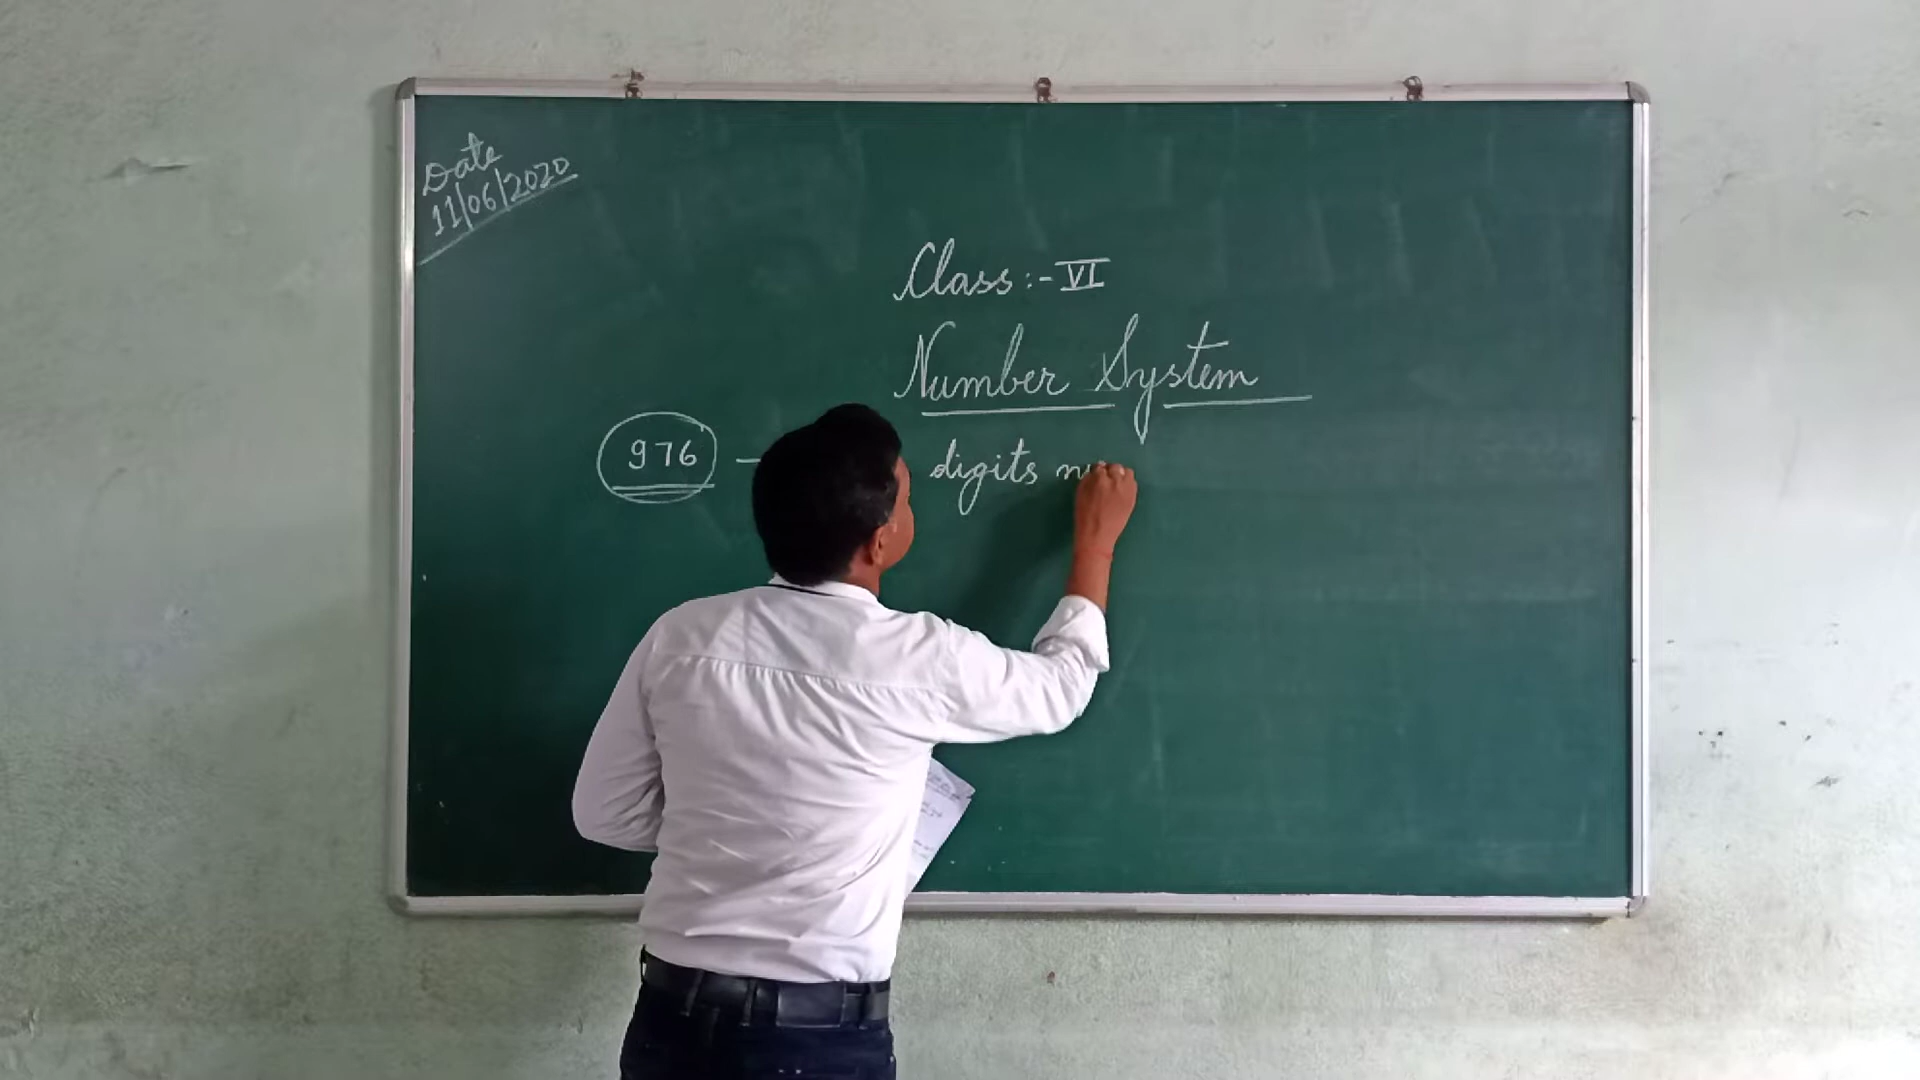 Date
11/06/2020
Class :- VI
Number System
976 — digits